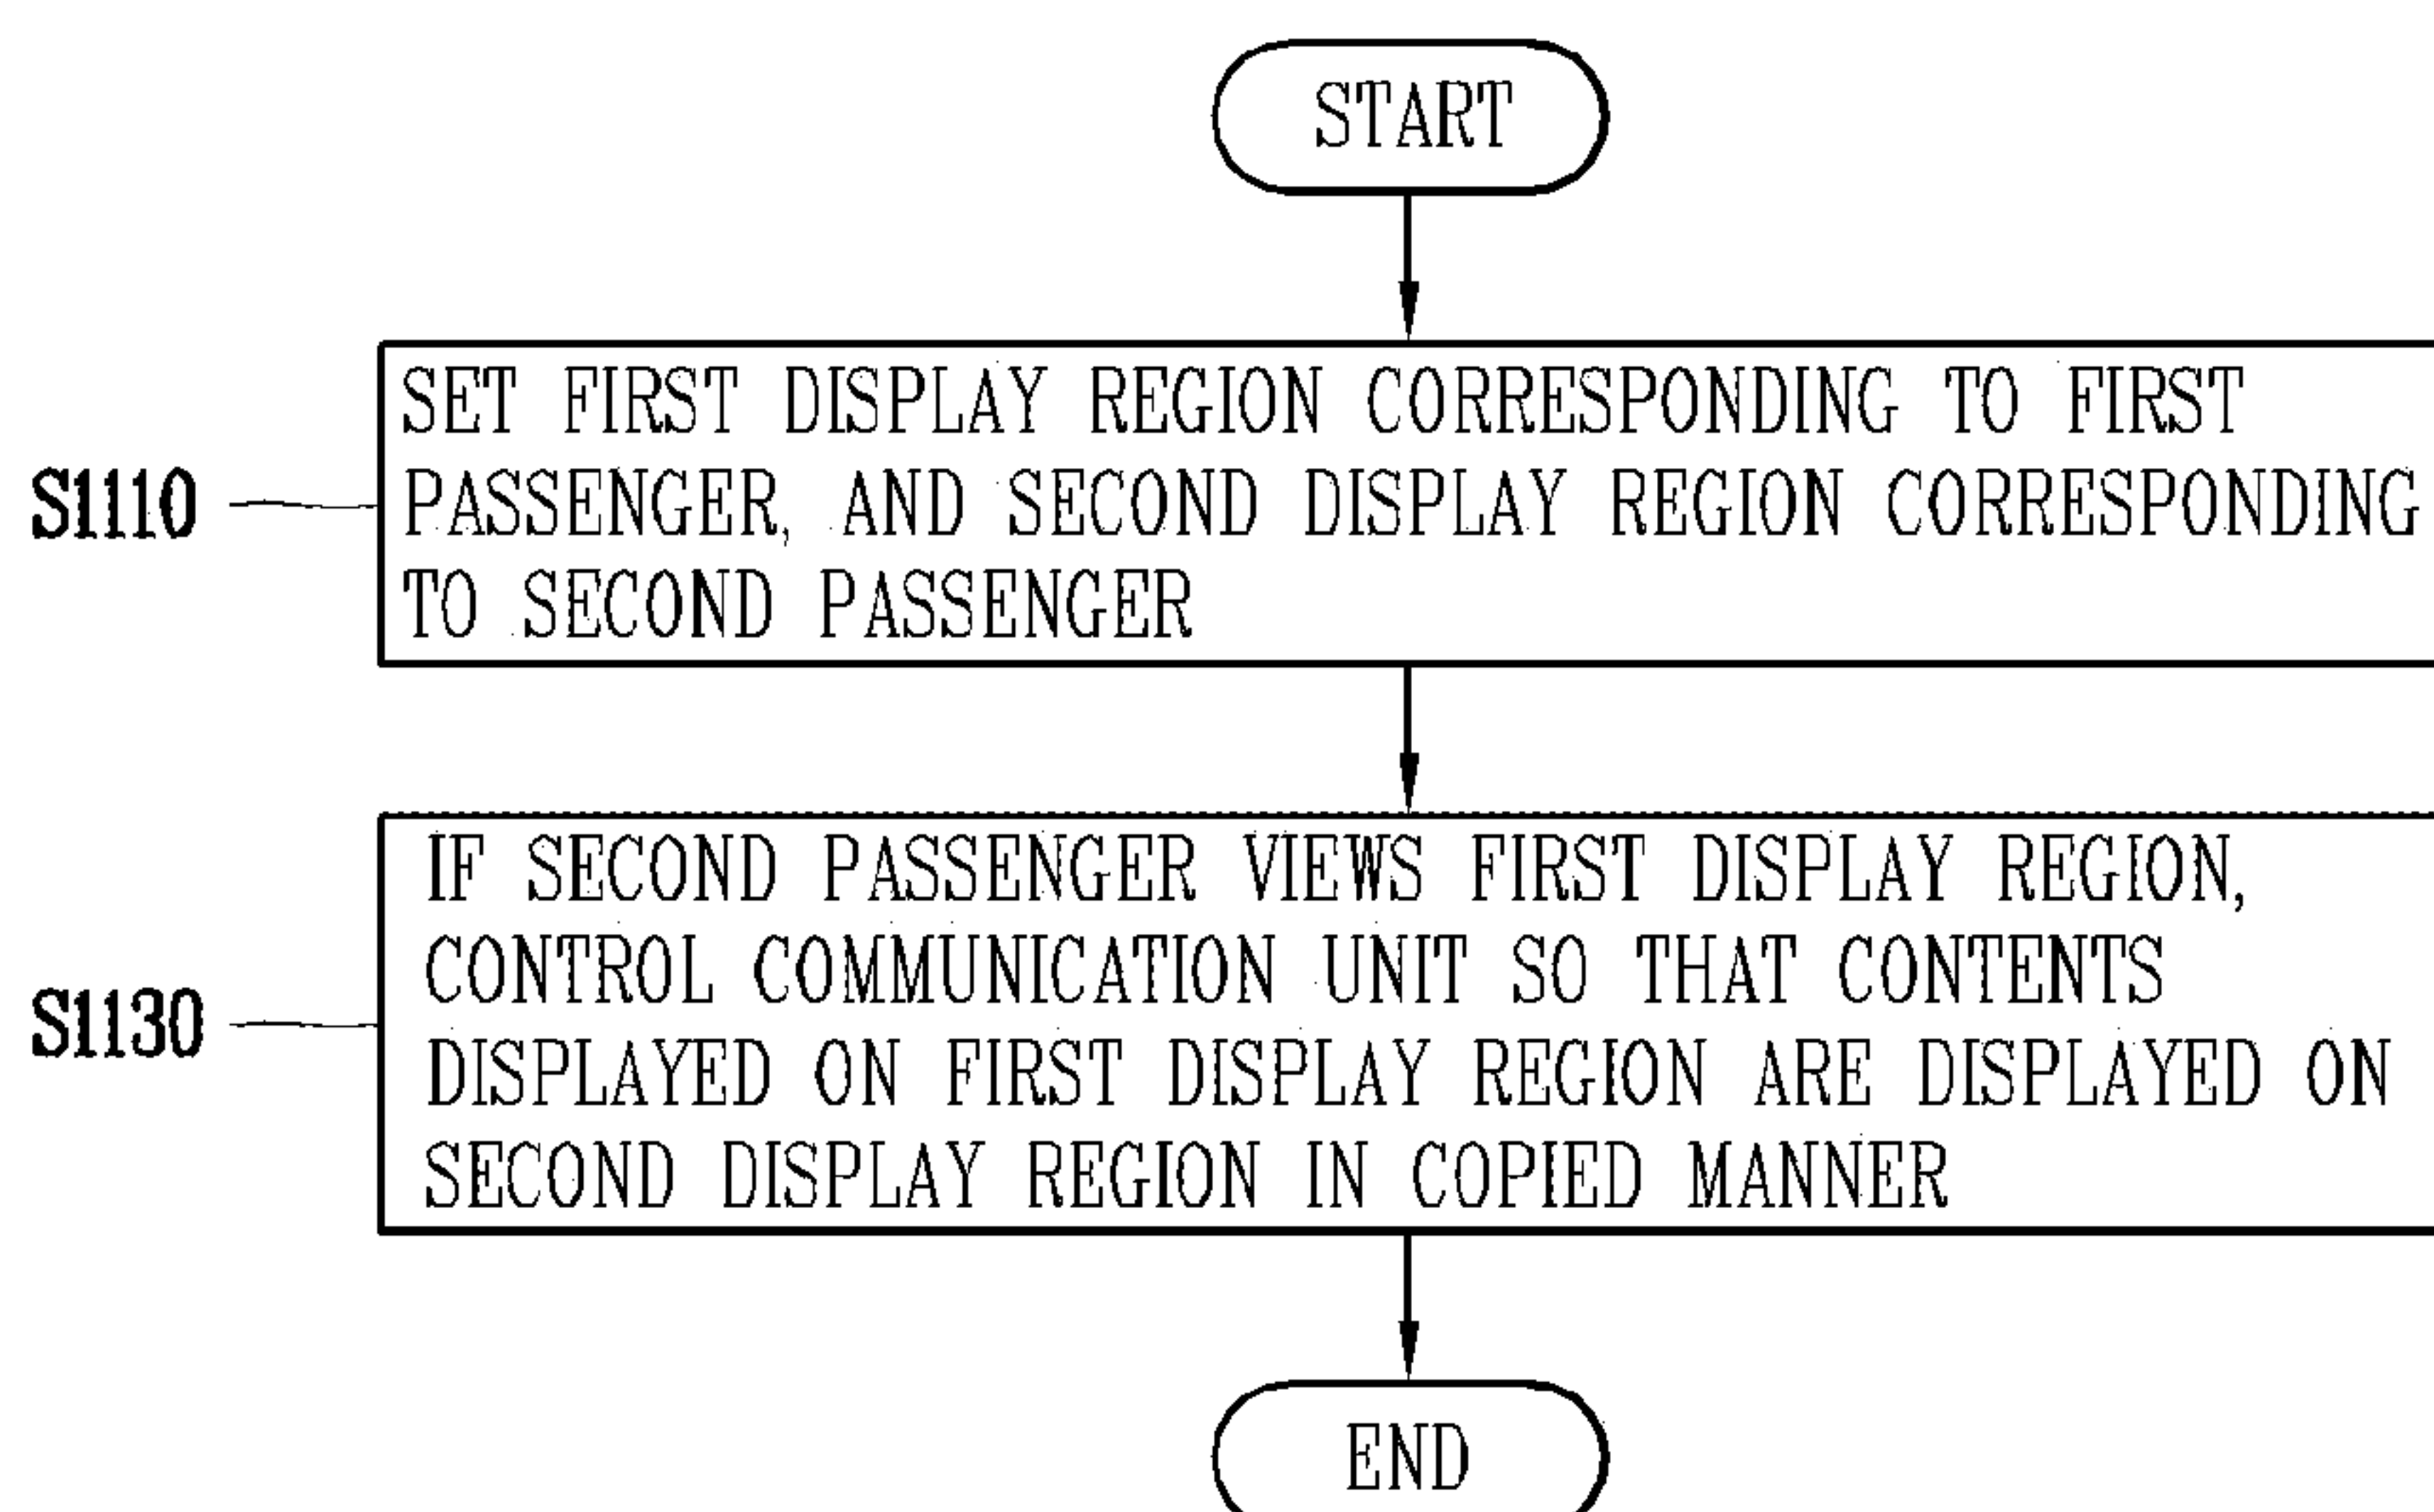 START
S1110
SET FIRST DISPLAY REGION CORRESPONDING TO FIRST
PASSENGER, AND SECOND DISPLAY REGION CORRESPONDING
TO SECOND PASSENGER
S1130
IF SECOND PASSENGER VIEWS FIRST DISPLAY REGION,
CONTROL COMMUNICATION UNIT SO THAT CONTENTS
DISPLAYED ON FIRST DISPLAY REGION ARE DISPLAYED ON
SECOND DISPLAY REGION IN COPIED MANNER
END